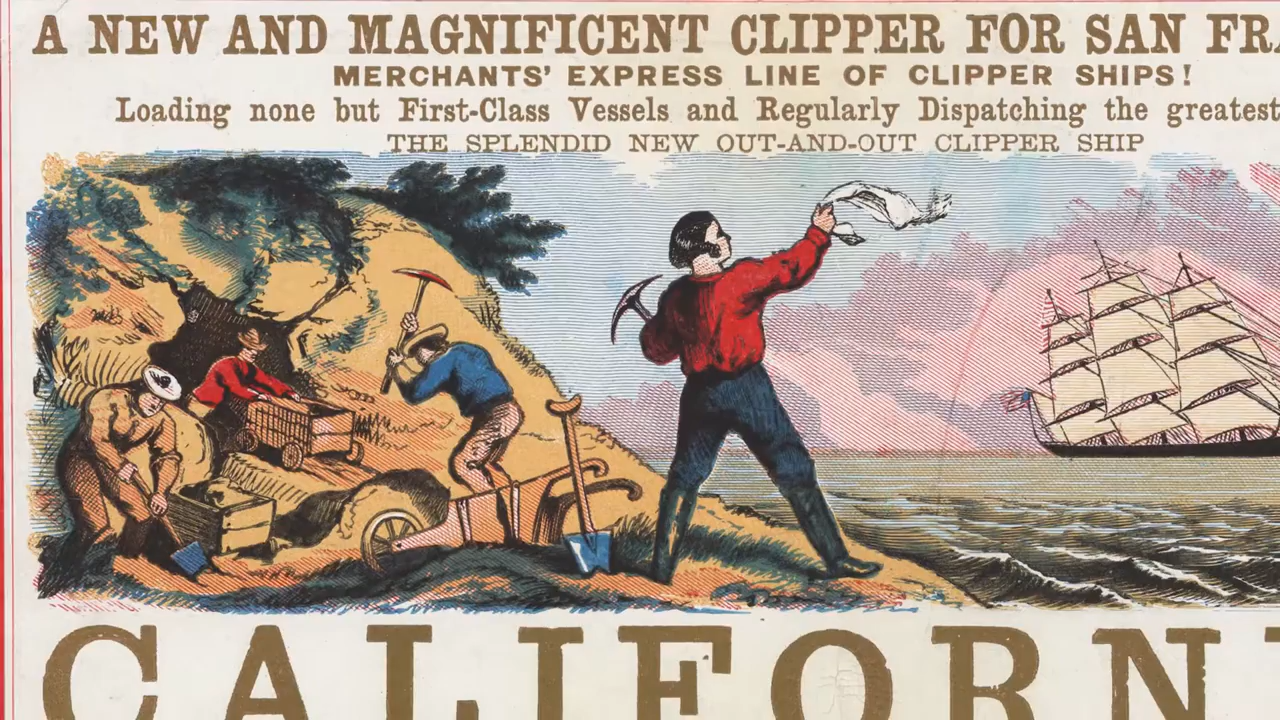 A NEW AND MAGNIFICENT CLIPPER FOR SAN FR
MERCHANTS' EXPRESS LINE OF CLIPPER SHIPS!
Loading none but First-Class Vessels and Regularly Dispatching the greatest
THE SPLENDID NEW OUT-AND-OUT CLIPPER SHIP
CALIFORN